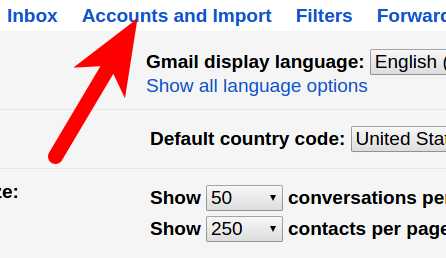 Inbox Accounts and Import Filters Forward
Gmail display language: English (
Show all language options
Default country code: United Stat
ze: Show 50 conversations per
Show 250 contacts per page